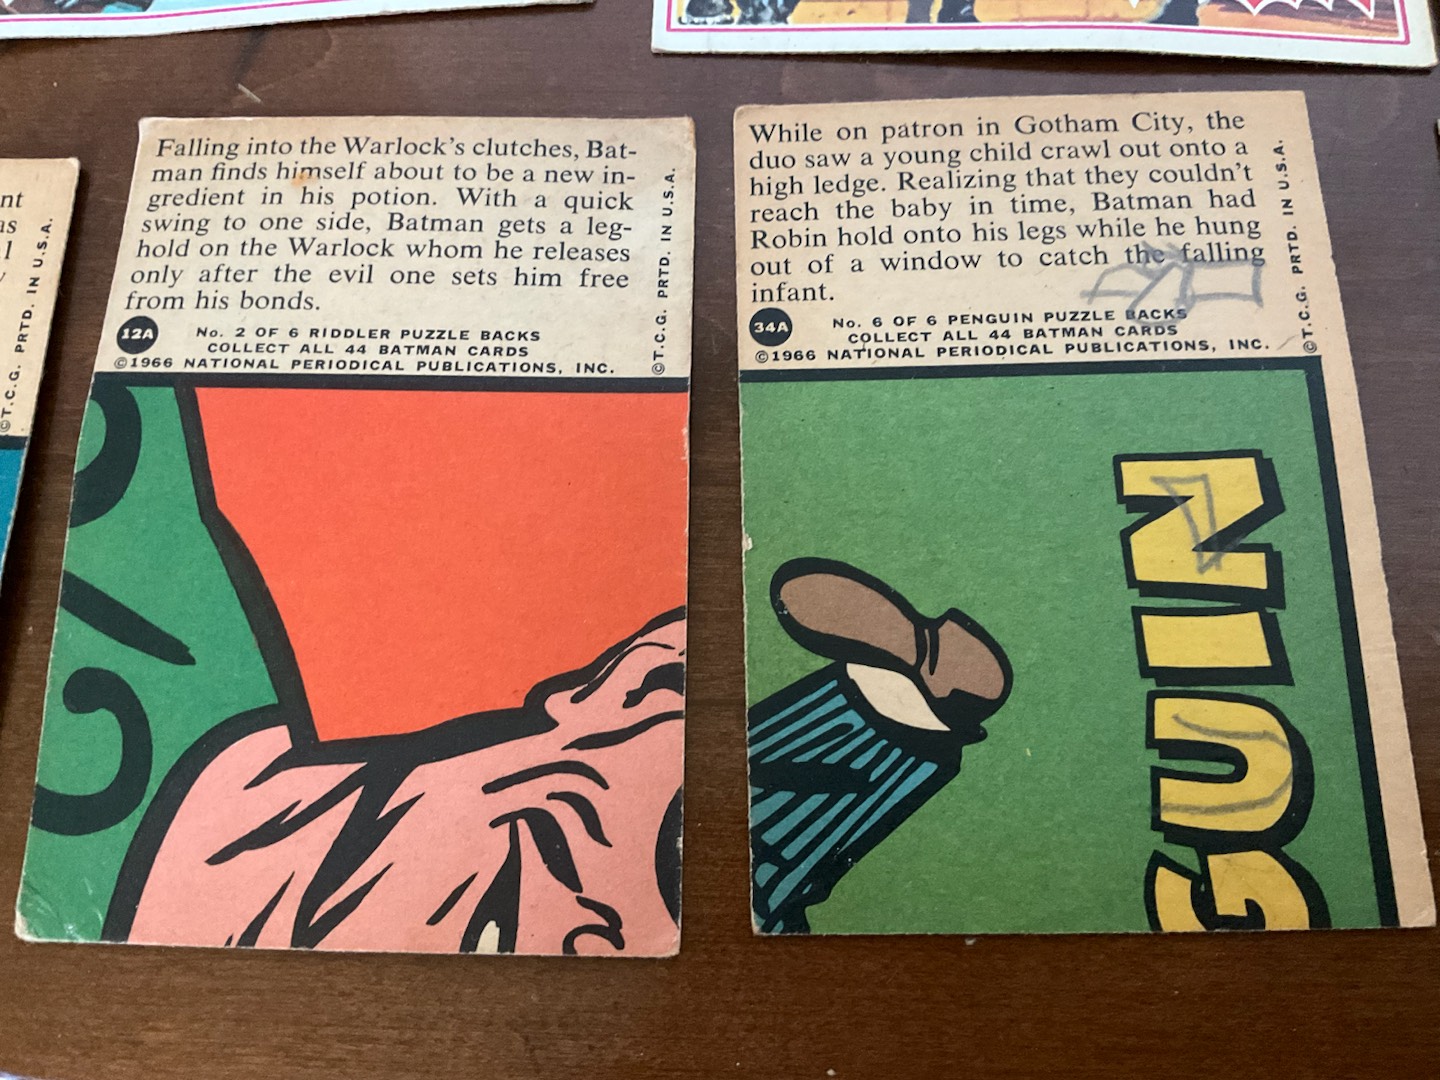 nt
as
l
y
©T.C.G. PRTD. IN U.S.A.
Falling into the Warlock's clutches, Bat-
man finds himself about to be a new in-
gredient in his potion. With a quick
swing to one side, Batman gets a leg-
hold on the Warlock whom he releases
only after the evil one sets him free
from his bonds.
12A
No. 2 OF 6 RIDDLER PUZZLE BACKS
COLLECT ALL 44 BATMAN CARDS
©1966 NATIONAL PERIODICAL PUBLICATIONS, INC.
©T.C.G. PRTD. IN U.S.A.
While on patron in Gotham City, the
duo saw a young child crawl out onto a
high ledge. Realizing that they couldn't
reach the baby in time, Batman had
Robin hold onto his legs while he hung
out of a window to catch the falling
infant.
34A
No. 6 OF 6 PENGUIN PUZZLE BACKS
COLLECT ALL 44 BATMAN CARDS
©1966 NATIONAL PERIODICAL PUBLICATIONS, INC.
©T.C.G. PRTD. IN U.S.A.
GUIN